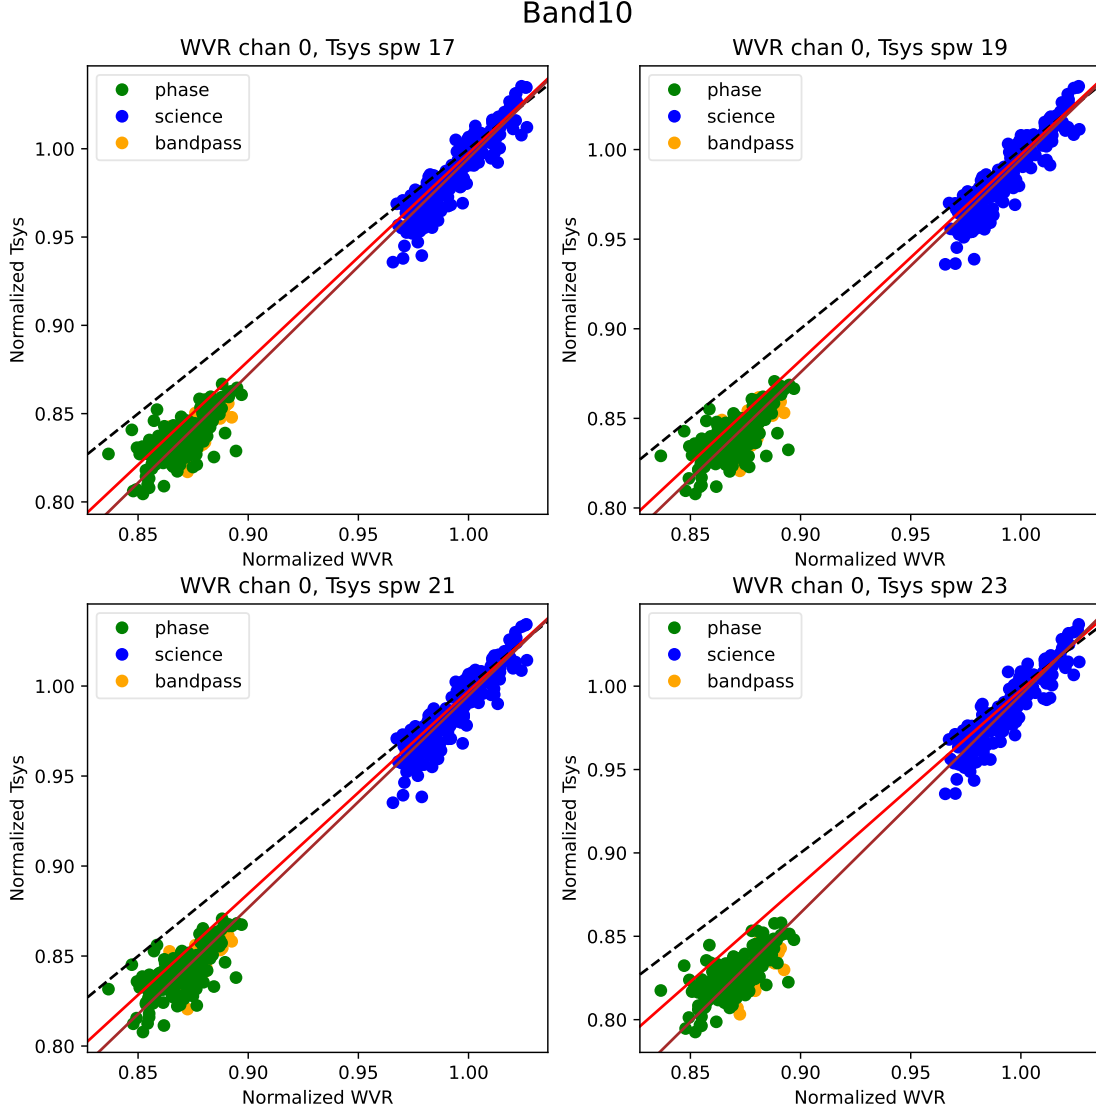 Band10
WVR chan 0, Tsys spw 17
phase
science
bandpass
1.00
0.95
0.90
0.85
0.80
Normalized Tsys
0.85 0.90 0.95 1.00
Normalized WVR
WVR chan 0, Tsys spw 19
phase
science
bandpass
1.00
0.95
0.90
0.85
0.80
Normalized Tsys
0.85 0.90 0.95 1.00
Normalized WVR
WVR chan 0, Tsys spw 21
phase
science
bandpass
1.00
0.95
0.90
0.85
0.80
Normalized Tsys
0.85 0.90 0.95 1.00
Normalized WVR
WVR chan 0, Tsys spw 23
phase
science
bandpass
1.00
0.95
0.90
0.85
0.80
Normalized Tsys
0.85 0.90 0.95 1.00
Normalized WVR